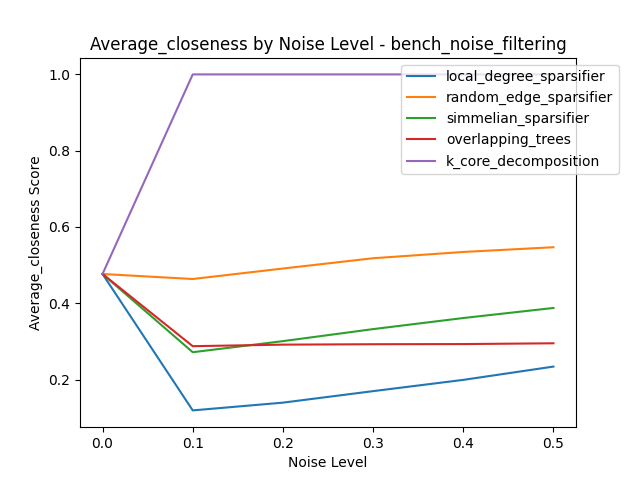 Average_closeness by Noise Level - bench_noise_filtering
local_degree_sparsifier
random_edge_sparsifier
simmelian_sparsifier
overlapping_trees
k_core_decomposition
Average_closeness Score
1.0
0.8
0.6
0.4
0.2
0.0 0.1 0.2 0.3 0.4 0.5
Noise Level